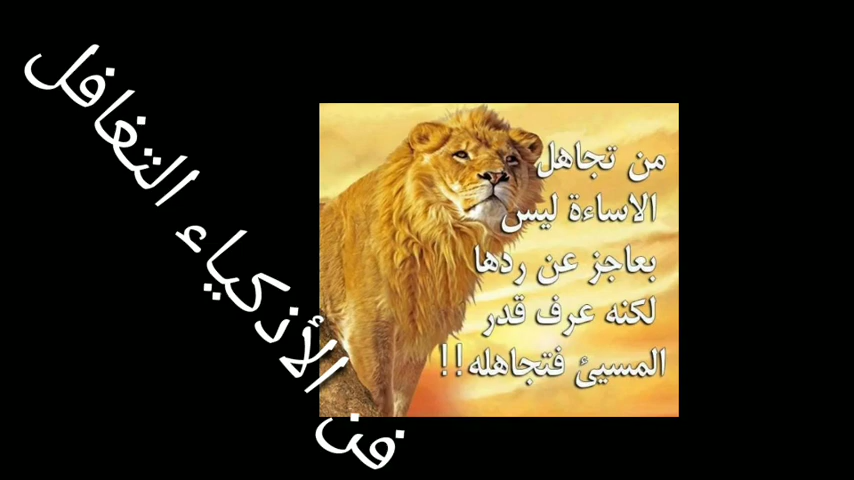 التغافل
فن الأذكياء
من تجاهل
الاساءة ليس
بعاجز عن ردها
لكنه عرف قدر
المسيئ فتجاهله!!